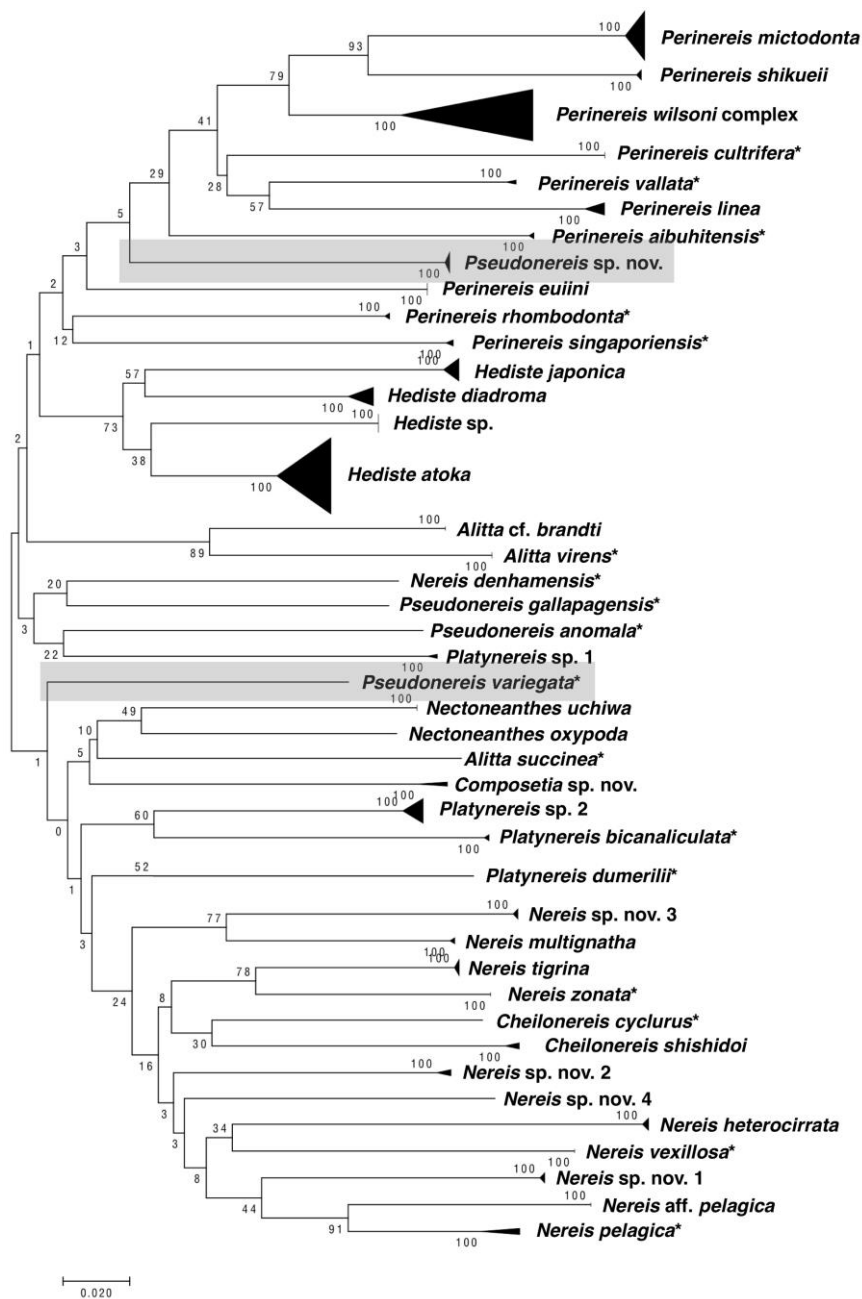 100
Perinereis mictodonta
93
Perinereis shikueii
100
79
Perinereis wilsoni complex
100
41
100
Perinereis cultrifera*
28
100
Perinereis vallata*
57
Perinereis linea
100
29
Perinereis aibuhitensis*
100
5
Pseudonereis sp. nov.
3
100
Perinereis euiini
100
2
100
Perinereis rhombodonta*
12
Perinereis singaporiensis*
100
1
100
Hediste japonica
57
Hediste diadroma
100
73
100
Hediste sp.
38
Hediste atoka
100
2
100
Alitta cf. brandti
89
Alitta virens*
100
20
Nereis denhamensis*
Pseudonereis gallapagensis*
3
Pseudonereis anomala*
22
Platynereis sp. 1
100
Pseudonereis variegata*
1
49
Nectoneanthes uchiwa
100
10
Nectoneanthes oxypoda
5
Alitta succinea*
Composetia sp. nov.
0
100
100
Platynereis sp. 2
60
Platynereis bicanaliculata*
100
1
52
Platynereis dumerilii*
3
100
Nereis sp. nov. 3
77
Nereis multignatha
100
24
100
Nereis tigrina
78
Nereis zonata*
100
8
Cheilonereis cyclurus*
30
Cheilonereis shishidoi
100
100
16
100
Nereis sp. nov. 2
3
Nereis sp. nov. 4
3
100
Nereis heterocirrata
34
Nereis vexillosa*
100
8
100
Nereis sp. nov. 1
44
100
Nereis aff. pelagica
91
Nereis pelagica*
100
0.020